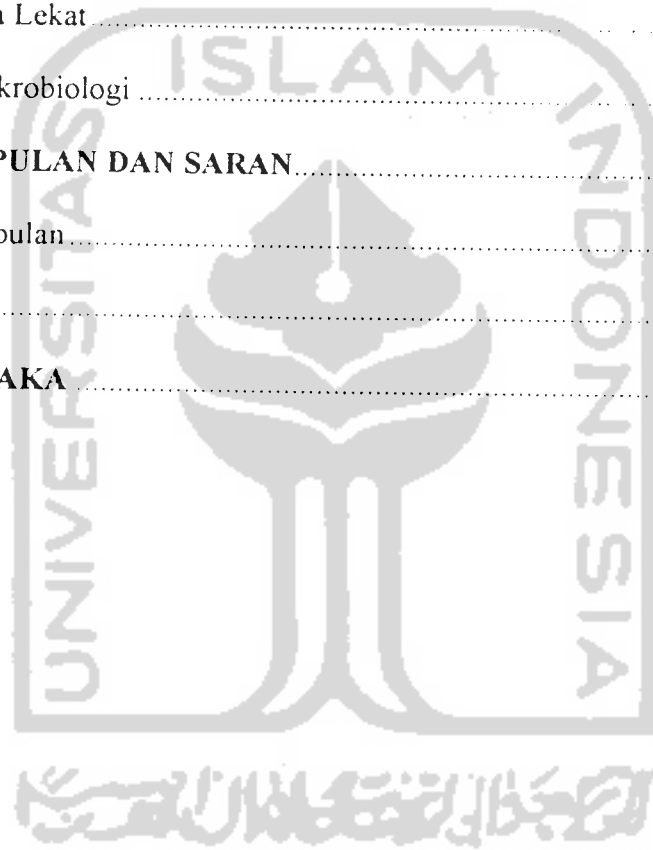 a Lekat
krobiologi
PULAN DAN SARAN
pulan
AKA
UNIVERSITAS
ISLAM
INDONESIA